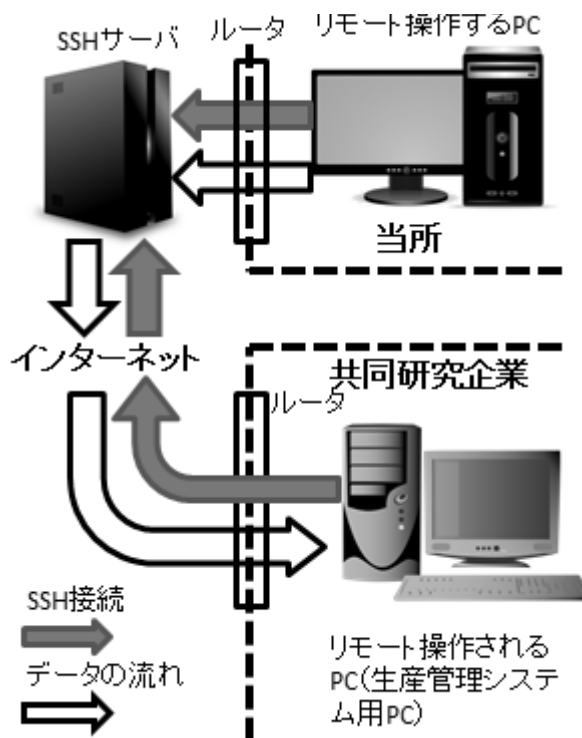 SSHサーバ
ルータ
リモート操作するPC
当所
インターネット
共同研究企業
ルータ
SSH接続
データの流れ
リモート操作される
PC(生産管理システ
ム用PC)